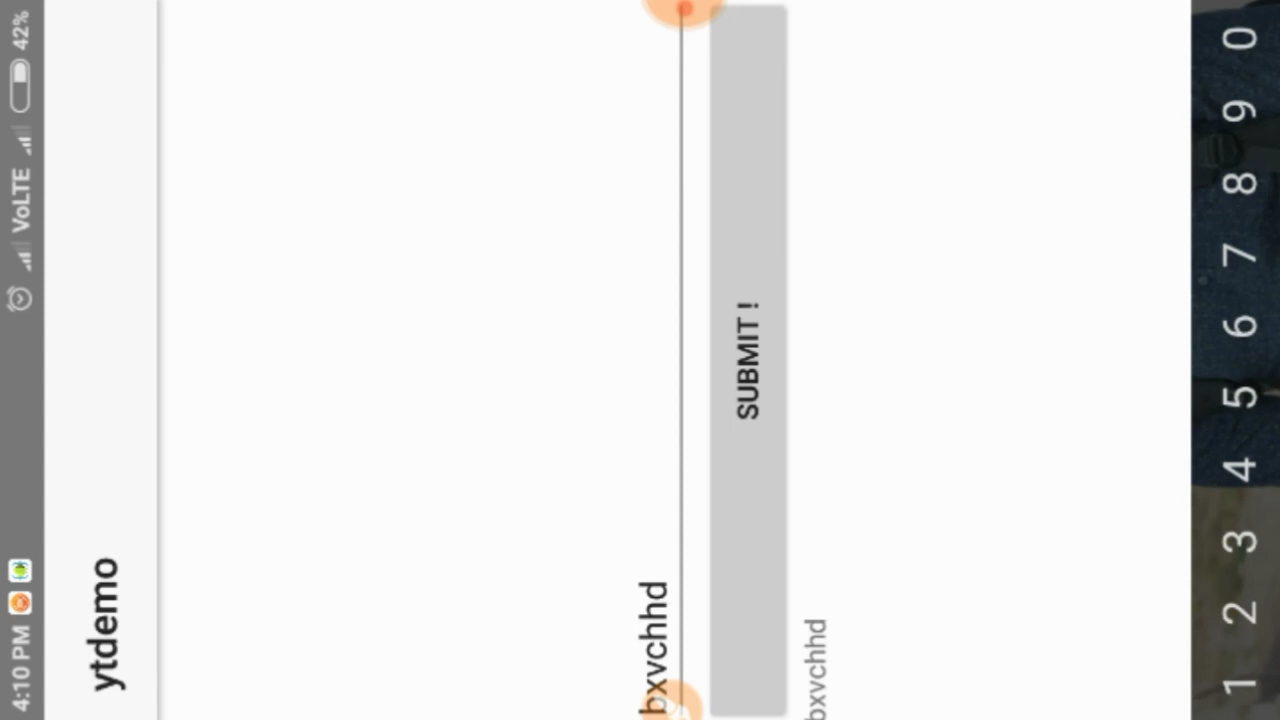 4:10 PM VoLTE 42%
ytdemo
bxvchhd
SUBMIT !
bxvchhd
1 2 3 4 5 6 7 8 9 0